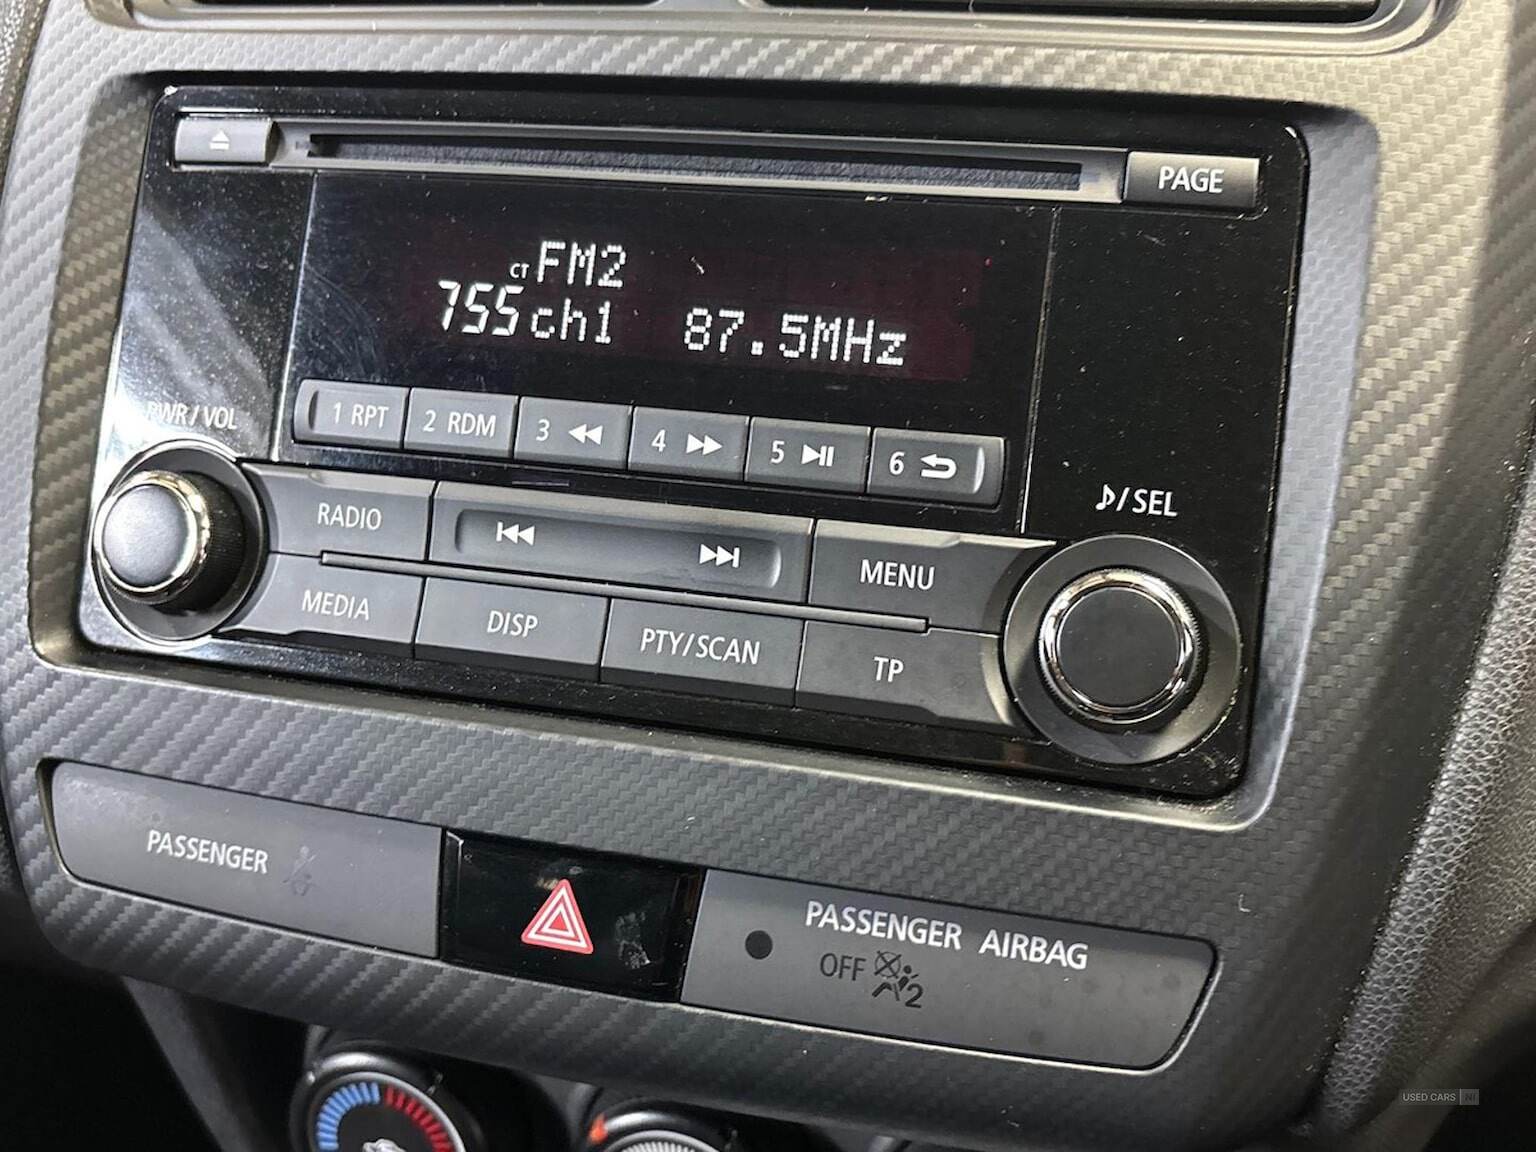 PAGE
CT FM2
755 ch1 87.5MHz
PWR / VOL
1 RPT 2 RDM 3 4 5 6
/ SEL
RADIO MENU
MEDIA DISP PTY/SCAN TP
PASSENGER
PASSENGER AIRBAG
OFF 2
USED CARS NI